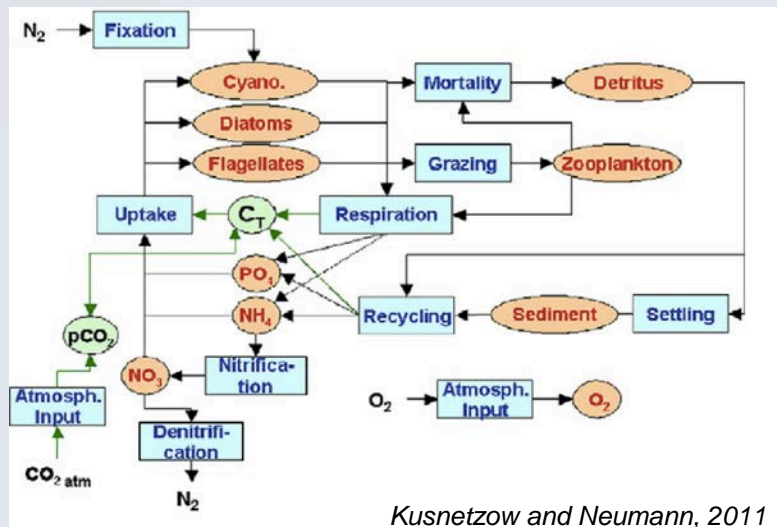 N₂
Fixation
Cyano.
Mortality
Detritus
Diatoms
Flagellates
Grazing
Zooplankton
Uptake
C_T
Respiration
PO₄
NH₄
Recycling
Sediment
Settling
pCO₂
NO₃
Nitrifica-
tion
Atmosph.
Input
O₂
Atmosph.
Input
O₂
Denitrifi-
cation
CO₂ atm
N₂
Kusnetzow and Neumann, 2011